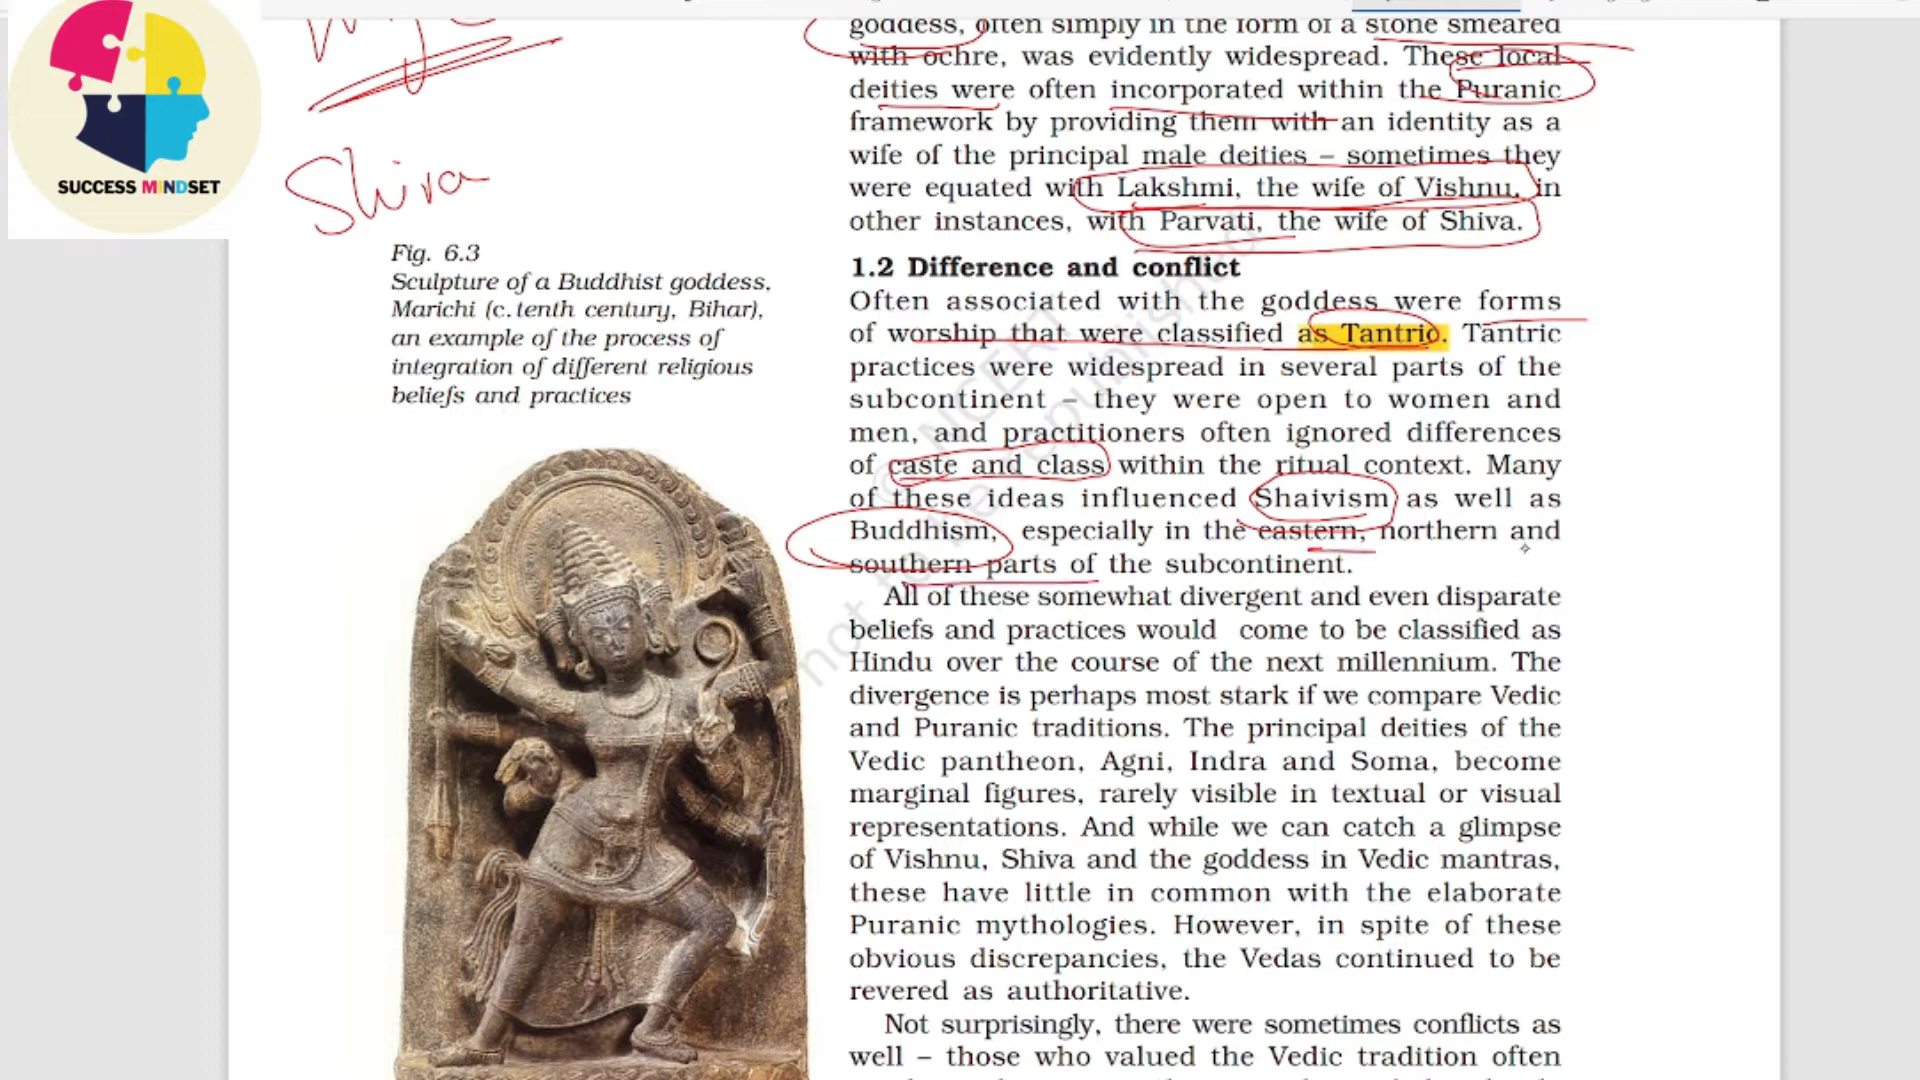 SUCCESS MINDSET
Shiva
Fig. 6.3
Sculpture of a Buddhist goddess,
Marichi (c. tenth century, Bihar),
an example of the process of
integration of different religious
beliefs and practices
goddess, often simply in the form of a stone smeared
with ochre, was evidently widespread. These local
deities were often incorporated within the Puranic
framework by providing them with an identity as a
wife of the principal male deities – sometimes they
were equated with Lakshmi, the wife of Vishnu, in
other instances, with Parvati, the wife of Shiva.
1.2 Difference and conflict
Often associated with the goddess were forms
of worship that were classified as Tantric. Tantric
practices were widespread in several parts of the
subcontinent – they were open to women and
men, and practitioners often ignored differences
of caste and class within the ritual context. Many
of these ideas influenced Shaivism as well as
Buddhism, especially in the eastern, northern and
southern parts of the subcontinent.
All of these somewhat divergent and even disparate
beliefs and practices would come to be classified as
Hindu over the course of the next millennium. The
divergence is perhaps most stark if we compare Vedic
and Puranic traditions. The principal deities of the
Vedic pantheon, Agni, Indra and Soma, become
marginal figures, rarely visible in textual or visual
representations. And while we can catch a glimpse
of Vishnu, Shiva and the goddess in Vedic mantras,
these have little in common with the elaborate
Puranic mythologies. However, in spite of these
obvious discrepancies, the Vedas continued to be
revered as authoritative.
Not surprisingly, there were sometimes conflicts as
well – those who valued the Vedic tradition often
© NCERT
not to be republished